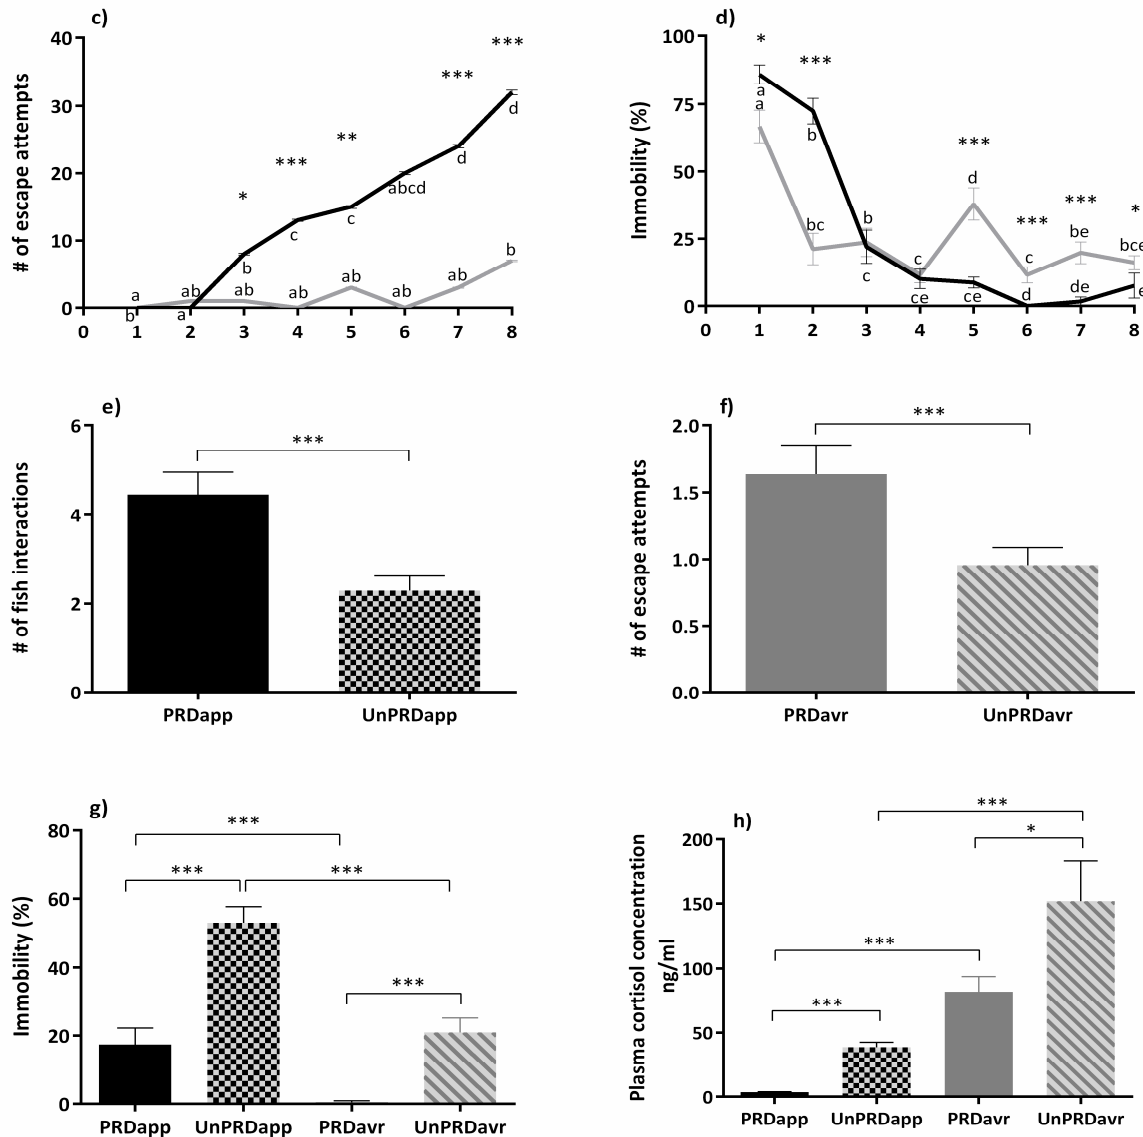 c)
# of escape attempts
40
30
20
10
0
***
***
**
***
*
d
d
abcd
c
c
b
a
b
a
ab
ab
ab
ab
ab
ab
b
0 1 2 3 4 5 6 7 8
d)
Immobility (%)
100
75
50
25
0
*
***
***
***
***
*
a
a
b
bc
b
c
c
ce
d
ce
c
d
be
de
bce
e
0 1 2 3 4 5 6 7 8
e)
# of fish interactions
6
4
2
0
***
PRDapp UnPRDapp
f)
# of escape attempts
2.0
1.5
1.0
0.5
0.0
***
PRDavr UnPRDavr
g)
Immobility (%)
80
60
40
20
0
***
***
***
***
PRDapp UnPRDapp PRDavr UnPRDavr
h)
Plasma cortisol concentration
ng/ml
200
150
100
50
0
***
*
***
***
PRDapp UnPRDapp PRDavr UnPRDavr